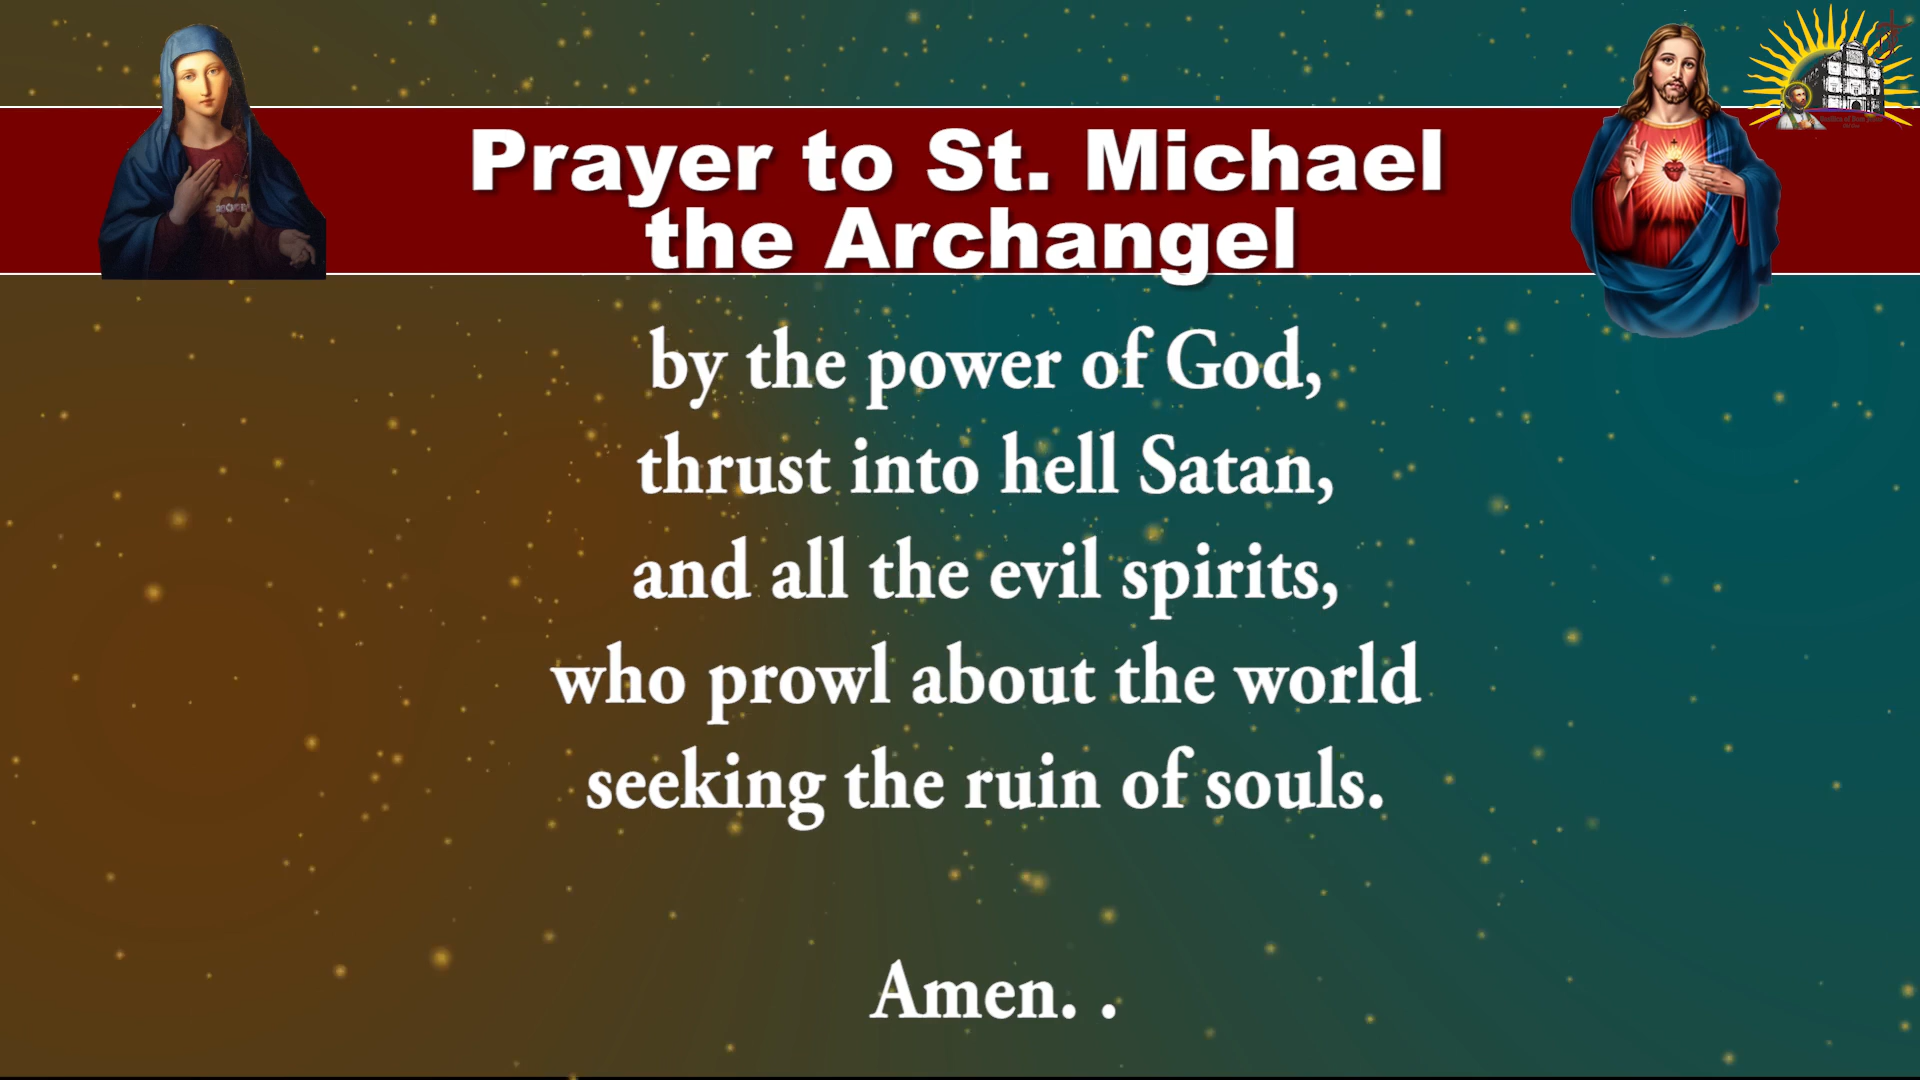 Prayer to St. Michael
the Archangel
by the power of God,
thrust into hell Satan,
and all the evil spirits,
who prowl about the world
seeking the ruin of souls.
Amen. .